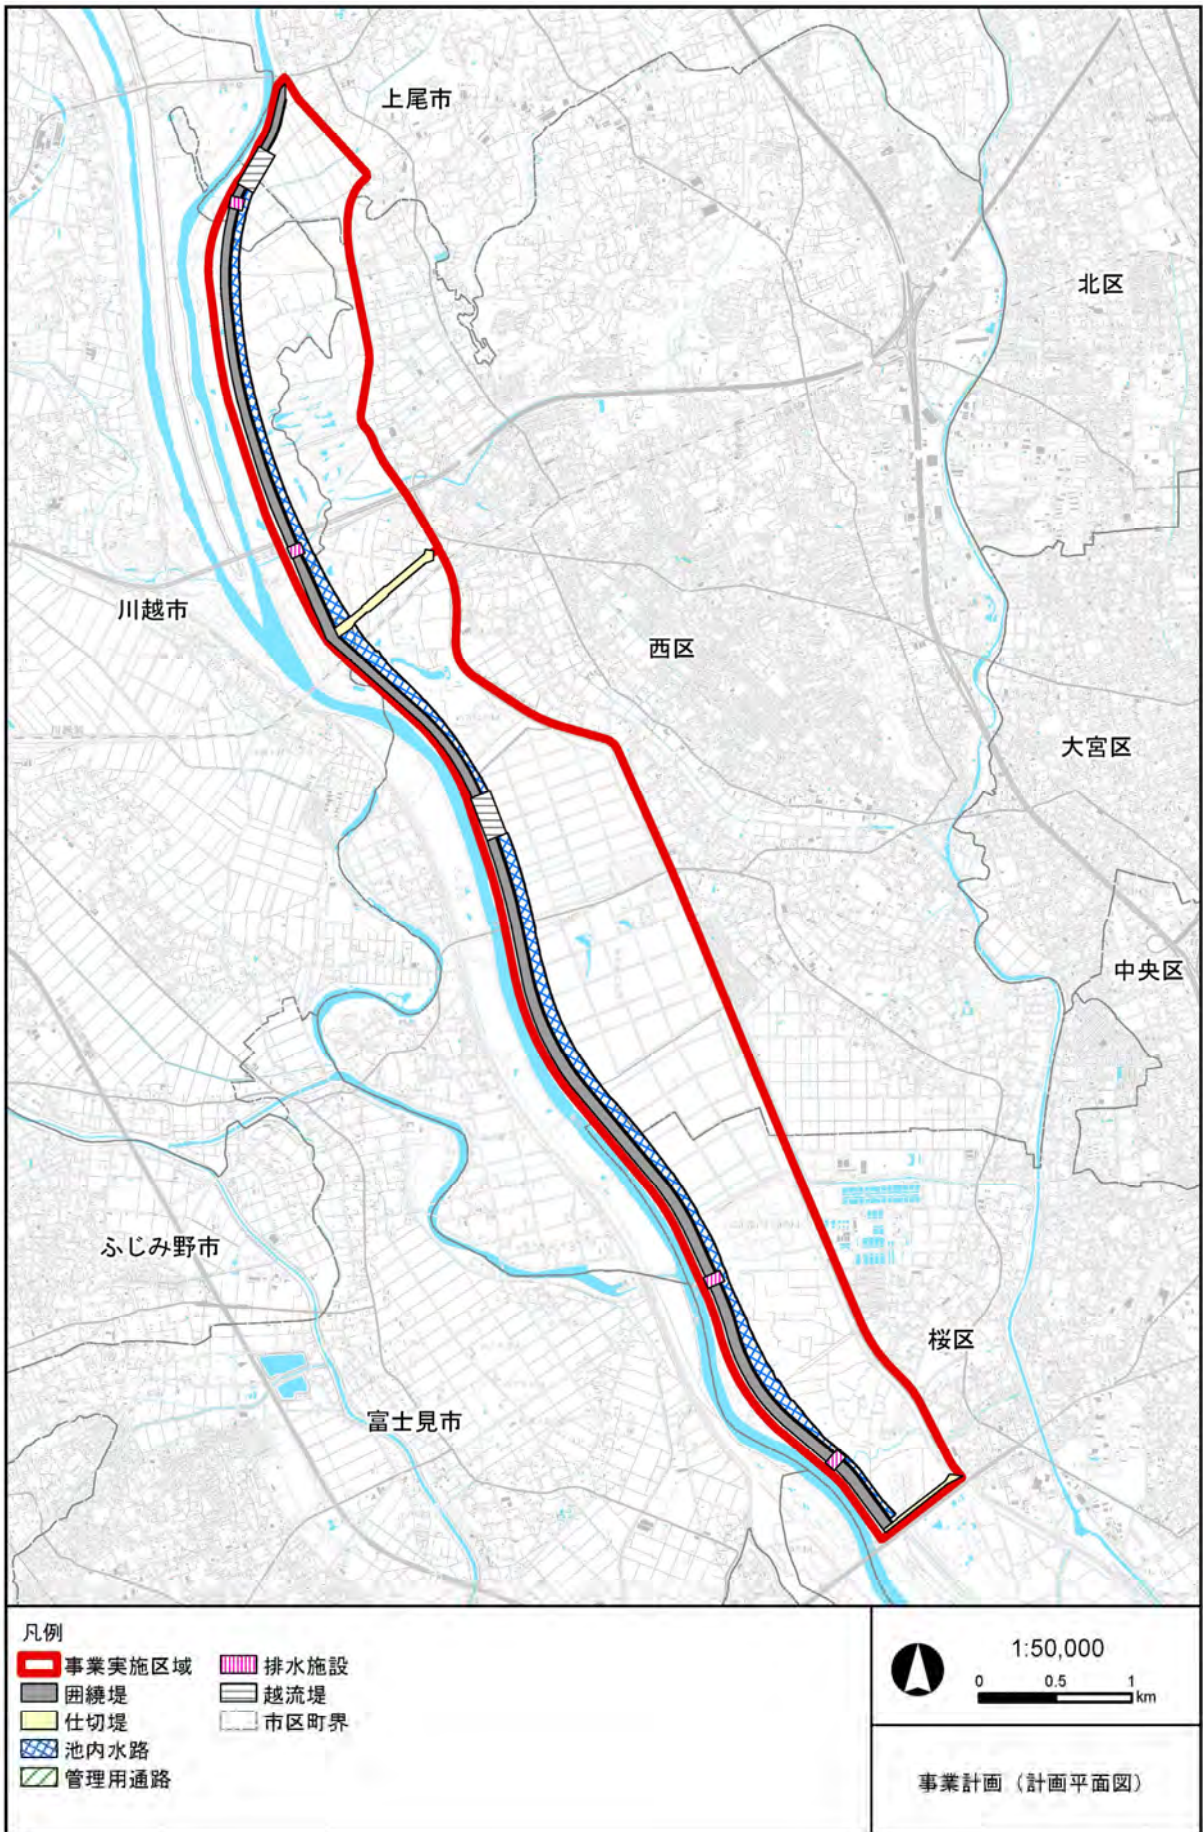 上尾市
北区
川越市
西区
大宮区
中央区
ふじみ野市
桜区
富士見市
凡例
事業実施区域
囲繞堤
仕切堤
池内水路
管理用通路
排水施設
越流堤
市区町界
1:50,000
0 0.5 1
km
事業計画（計画平面図）